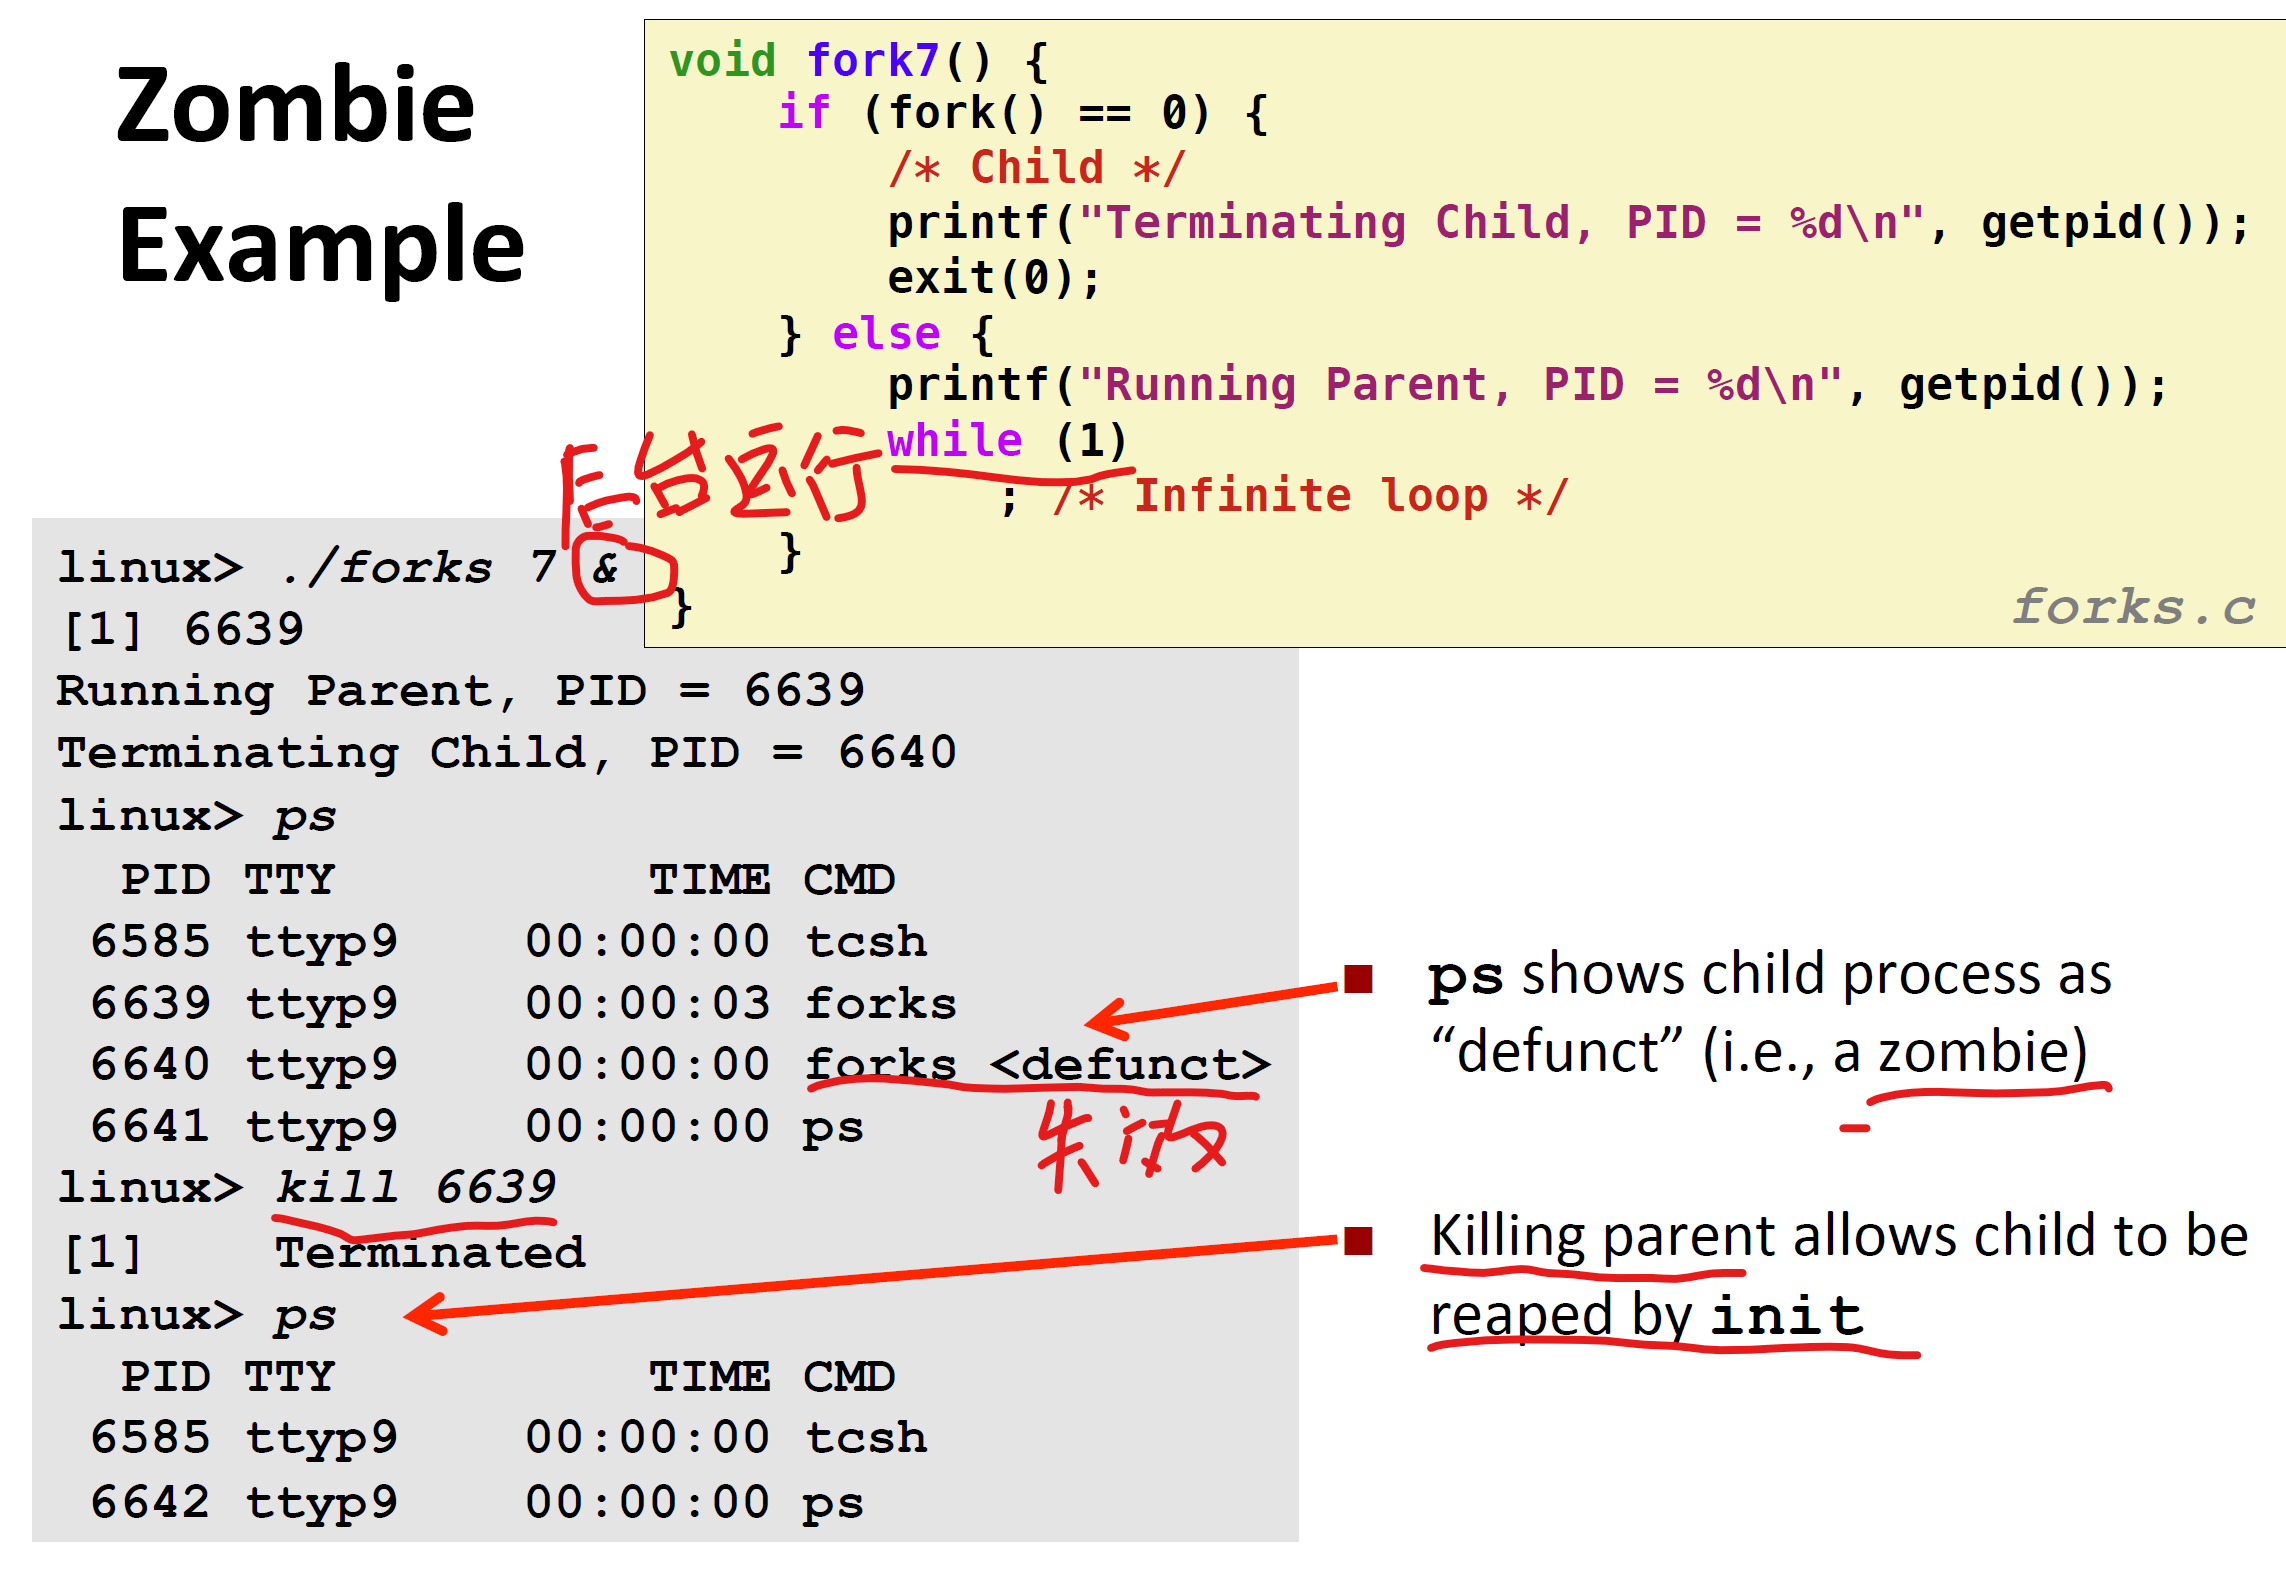 Zombie
Example
void fork7() {
if (fork() == 0) {
/* Child */
printf("Terminating Child, PID = %d\n", getpid());
exit(0);
} else {
printf("Running Parent, PID = %d\n", getpid());
while (1)
; /* Infinite loop */
}
}
forks.c
后台运行
linux> ./forks 7 &
[1] 6639
Running Parent, PID = 6639
Terminating Child, PID = 6640
linux> ps
PID TTY TIME CMD
6585 ttyp9 00:00:00 tcsh
6639 ttyp9 00:00:03 forks
6640 ttyp9 00:00:00 forks <defunct>
6641 ttyp9 00:00:00 ps
失效
linux> kill 6639
[1] Terminated
linux> ps
PID TTY TIME CMD
6585 ttyp9 00:00:00 tcsh
6642 ttyp9 00:00:00 ps
■ ps shows child process as
“defunct” (i.e., a zombie)
■ Killing parent allows child to be
reaped by init